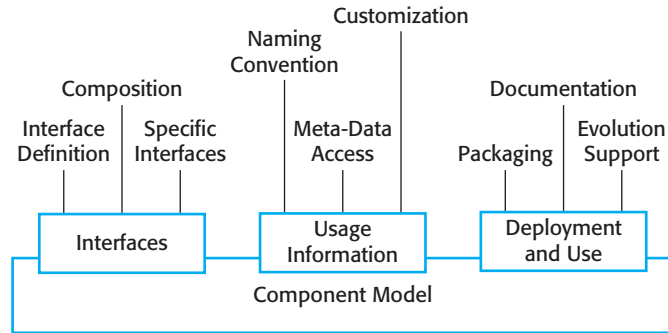 Customization
Naming
Convention
Composition
Documentation
Interface
Definition
Specific
Interfaces
Meta-Data
Access
Packaging
Evolution
Support
Interfaces
Usage
Information
Deployment
and Use
Component Model